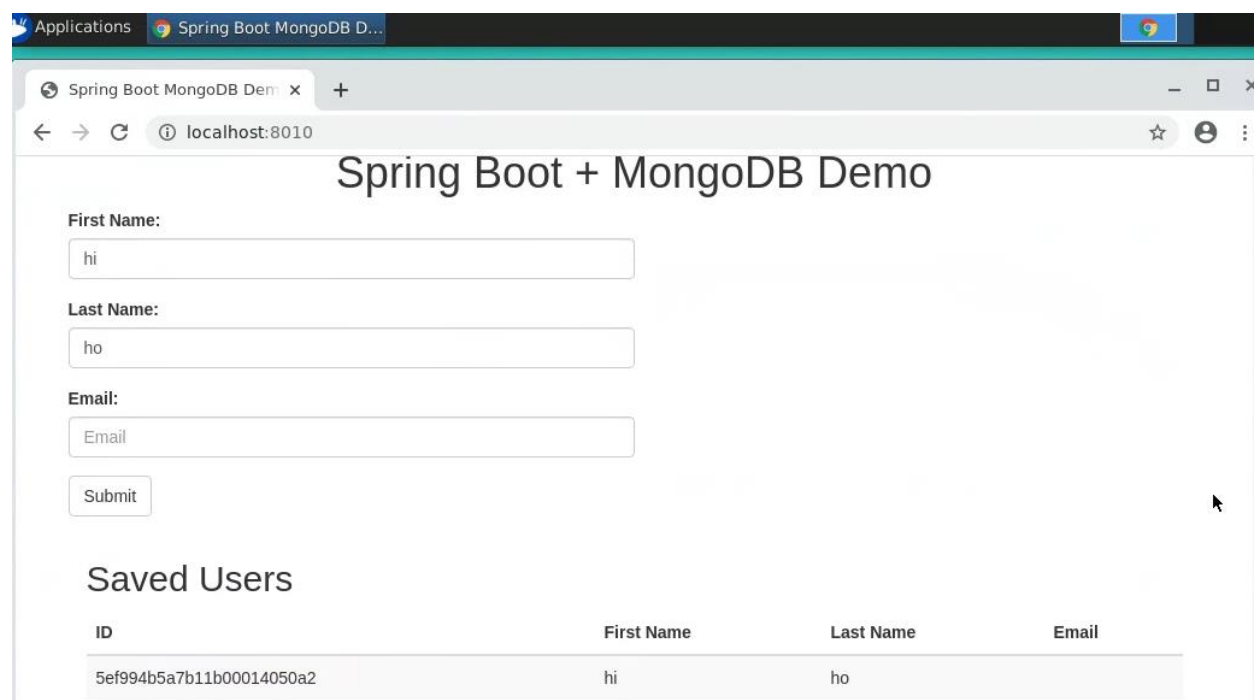 Applications Spring Boot MongoDB D...
Spring Boot MongoDB Dem
localhost:8010
Spring Boot + MongoDB Demo
First Name:
hi
Last Name:
ho
Email:
Email
Submit
Saved Users
ID First Name Last Name Email
5ef994b5a7b11b00014050a2 hi ho